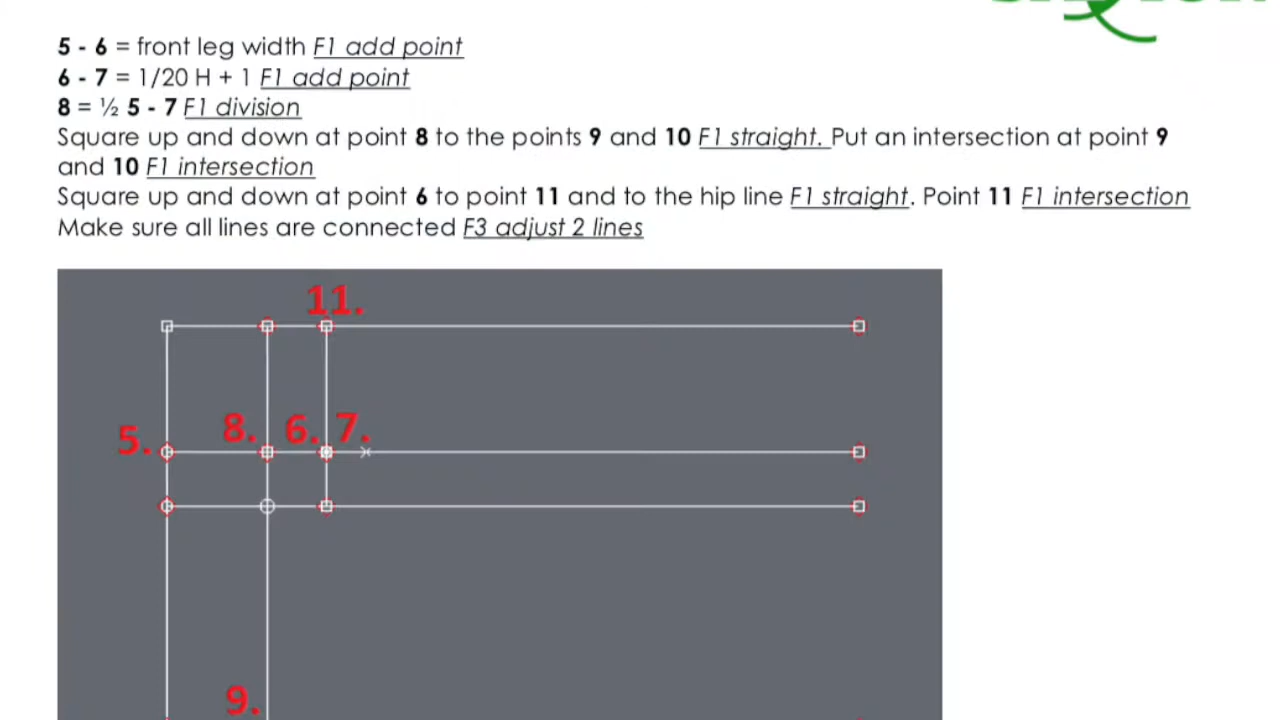 5 - 6 = front leg width F1 add point
6 - 7 = 1/20 H + 1 F1 add point
8 = ½ 5 - 7 F1 division
Square up and down at point 8 to the points 9 and 10 F1 straight. Put an intersection at point 9
and 10 F1 intersection
Square up and down at point 6 to point 11 and to the hip line F1 straight. Point 11 F1 intersection
Make sure all lines are connected F3 adjust 2 lines
11.
5. 8. 6. 7.
9.